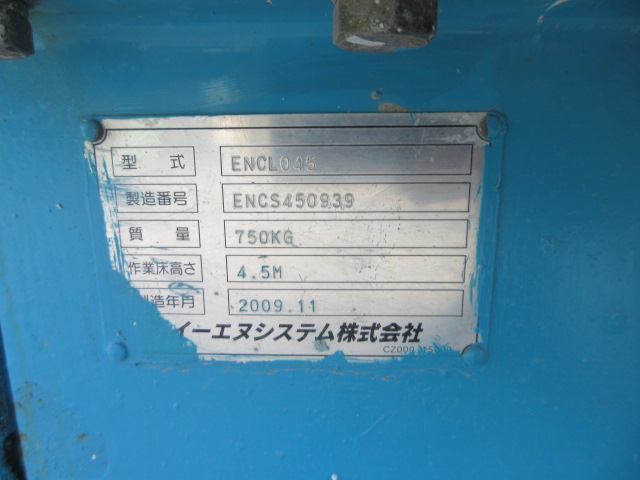 型式 ENCL045
製造番号 ENCS450939
質量 750KG
作業床高さ 4.5M
製造年月 2009.11
イーエヌシステム株式会社